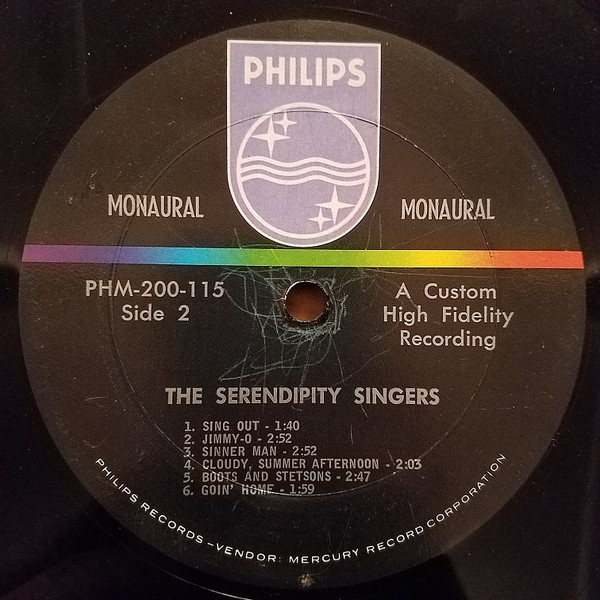 PHILIPS
MONAURAL
MONAURAL
PHM-200-115
Side 2
A Custom
High Fidelity
Recording
THE SERENDIPITY SINGERS
1. SING OUT - 1:40
2. JIMMY-O - 2:52
3. SINNER MAN - 2:52
4. CLOUDY, SUMMER AFTERNOON - 2:03
5. BOOTS AND STETSONS - 2:47
6. GOIN' HOME - 1:59
PHILIPS RECORDS – VENDOR: MERCURY RECORD CORPORATION